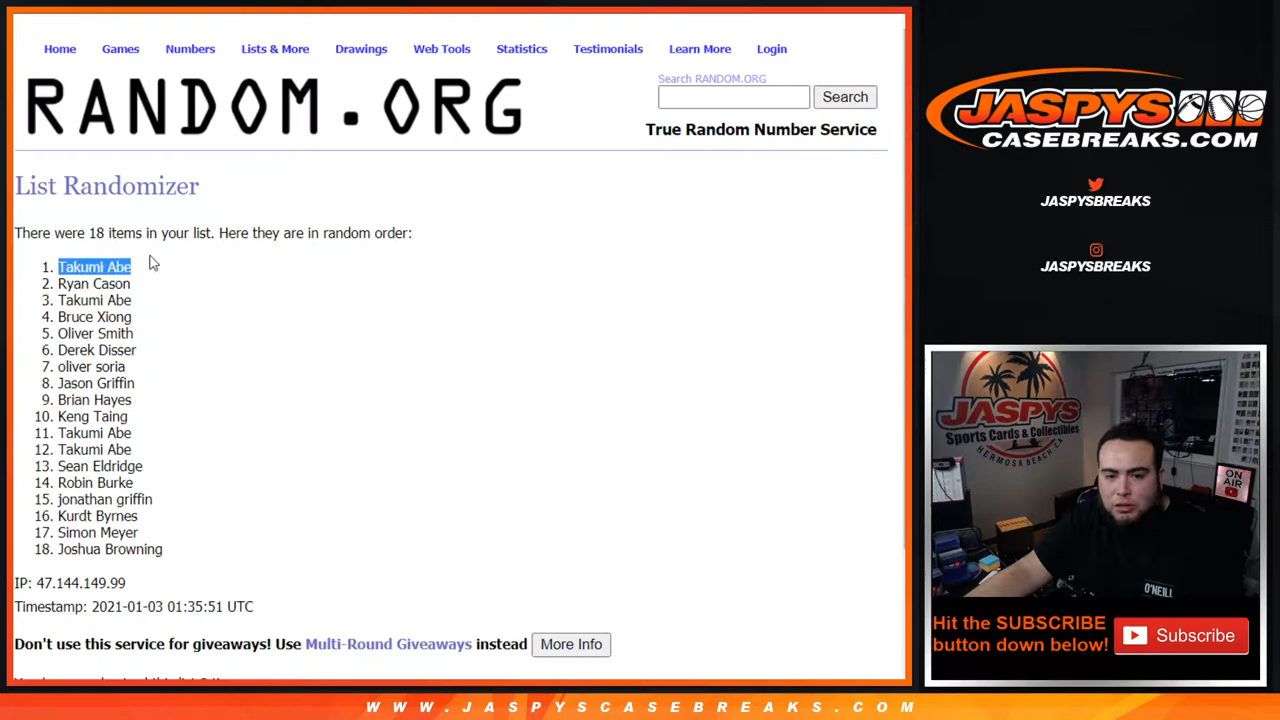 Home Games Numbers Lists & More Drawings Web Tools Statistics Testimonials Learn More Login
RANDOM.ORG
Search RANDOM.ORG
Search
True Random Number Service
List Randomizer
There were 18 items in your list. Here they are in random order:
1. Takumi Abe
2. Ryan Cason
3. Takumi Abe
4. Bruce Xiong
5. Oliver Smith
6. Derek Disser
7. oliver soria
8. Jason Griffin
9. Brian Hayes
10. Keng Taing
11. Takumi Abe
12. Takumi Abe
13. Sean Eldridge
14. Robin Burke
15. jonathan griffin
16. Kurdt Byrnes
17. Simon Meyer
18. Joshua Browning
IP: 47.144.149.99
Timestamp: 2021-01-03 01:35:51 UTC
Don't use this service for giveaways! Use Multi-Round Giveaways instead More Info
JASPYS
CASEBREAKS.COM
JASPYSBREAKS
JASPYSBREAKS
JASPYS
Sports Cards & Collectibles
HERMOSA BEACH, CA
ON AIR
O'NEILL
Hit the SUBSCRIBE
button down below!
Subscribe
WWW.JASPYSCASEBREAKS.COM